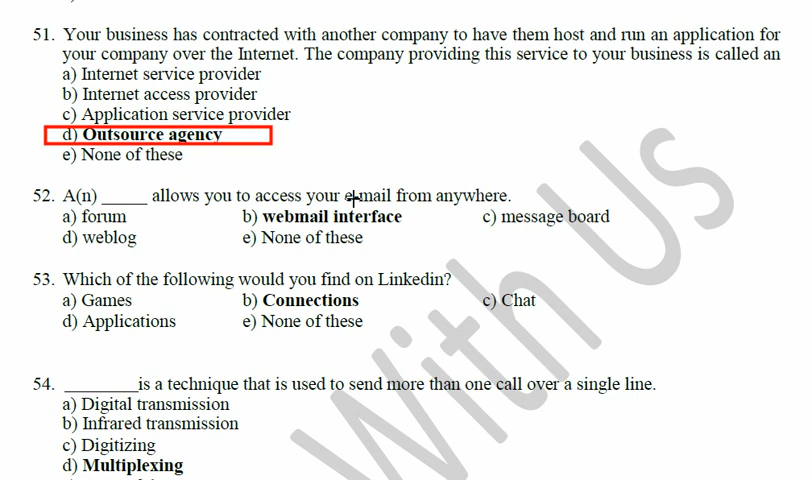 51. Your business has contracted with another company to have them host and run an application for
your company over the Internet. The company providing this service to your business is called an
a) Internet service provider
b) Internet access provider
c) Application service provider
d) Outsource agency
e) None of these
52. A(n) _____ allows you to access your e-mail from anywhere.
a) forum b) webmail interface c) message board
d) weblog e) None of these
53. Which of the following would you find on Linkedin?
a) Games b) Connections c) Chat
d) Applications e) None of these
54. ________is a technique that is used to send more than one call over a single line.
a) Digital transmission
b) Infrared transmission
c) Digitizing
d) Multiplexing
With Us